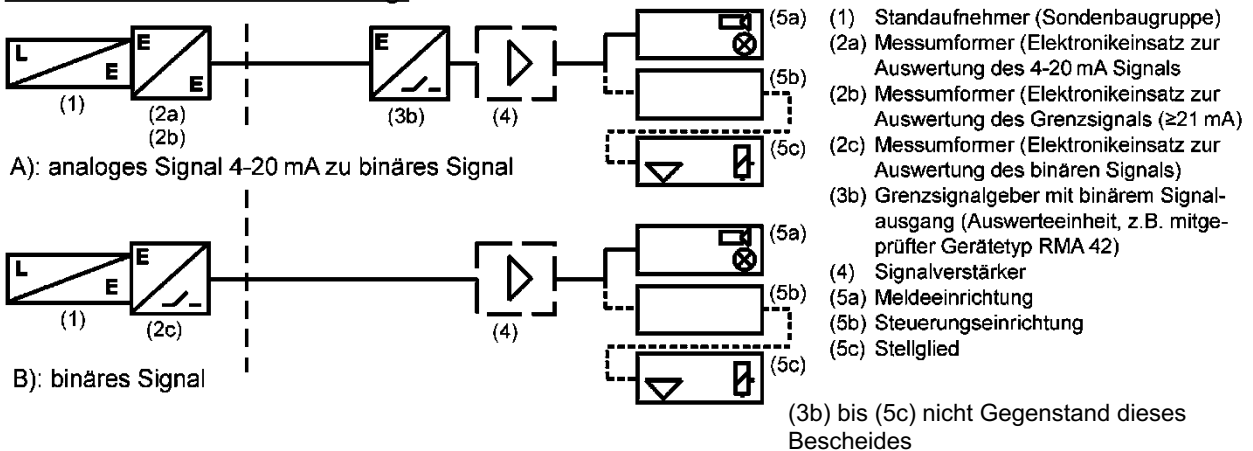 L
E
(1)
E
E
(2a)
(2b)
E
(3b)
(4)
(5a)
(5b)
(5c)
A): analoges Signal 4-20 mA zu binäres Signal
L
E
(1)
E
(2c)
(4)
(5a)
(5b)
(5c)
B): binäres Signal
(1) Standaufnehmer (Sondenbaugruppe)
(2a) Messumformer (Elektronikeinsatz zur
Auswertung des 4-20 mA Signals
(2b) Messumformer (Elektronikeinsatz zur
Auswertung des Grenzsignals (≥21 mA)
(2c) Messumformer (Elektronikeinsatz zur
Auswertung des binären Signals)
(3b) Grenzsignalgeber mit binärem Signal-
ausgang (Auswerteeinheit, z.B. mitge-
prüfter Gerätetyp RMA 42)
(4) Signalverstärker
(5a) Meldeeinrichtung
(5b) Steuerungseinrichtung
(5c) Stellglied
(3b) bis (5c) nicht Gegenstand dieses
Bescheides